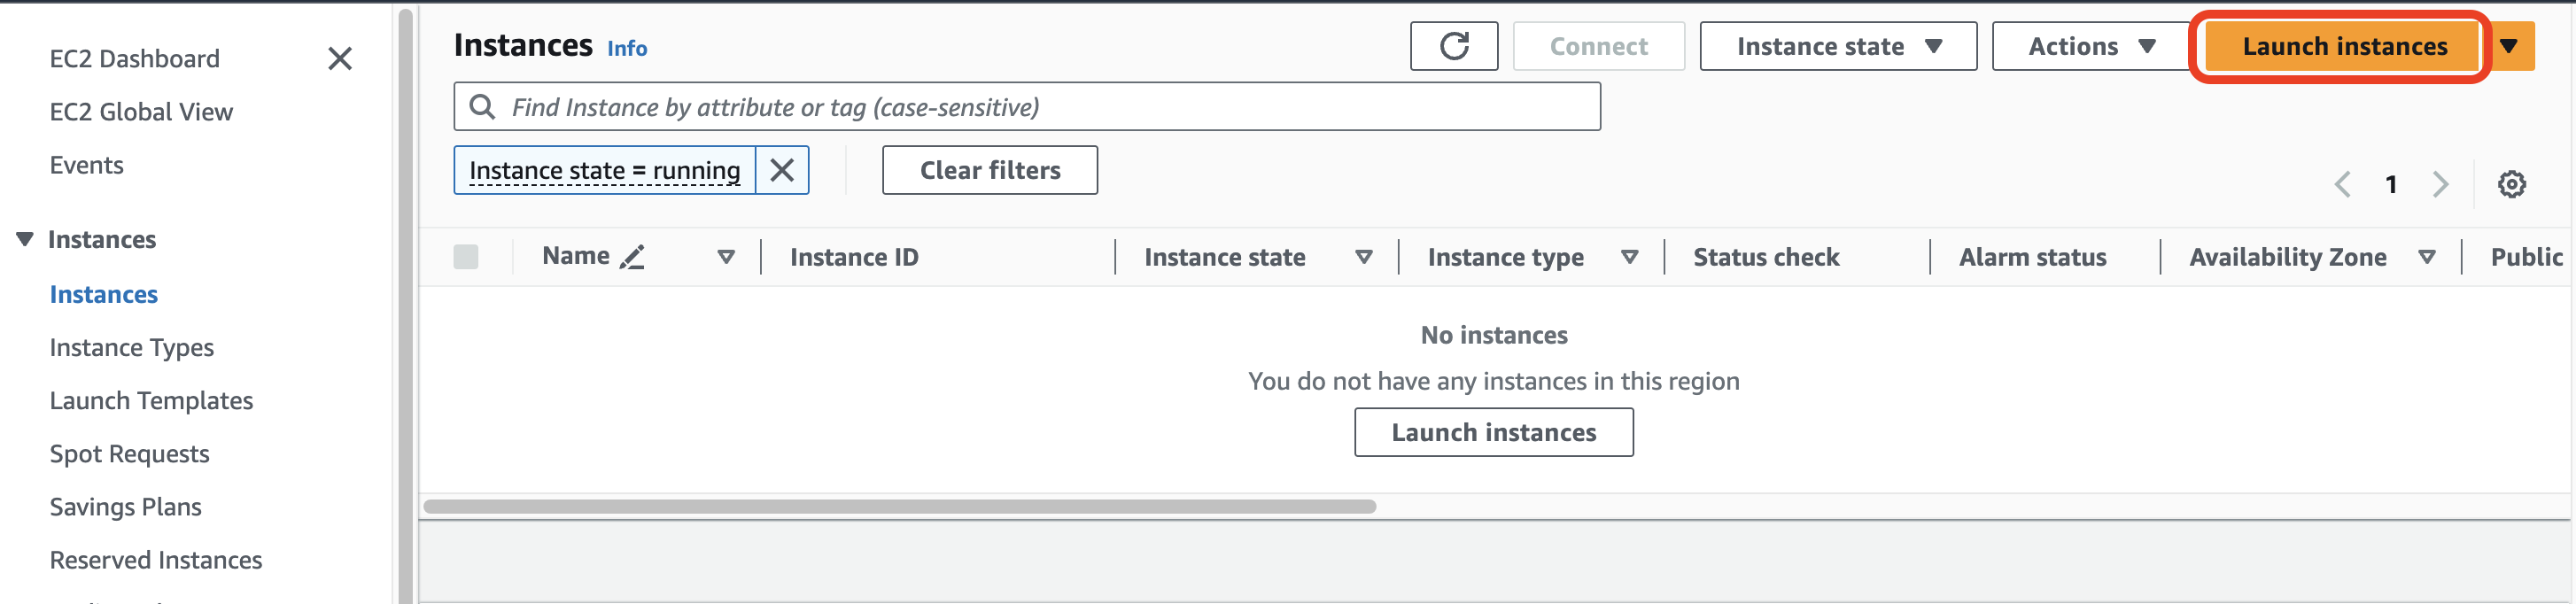 EC2 Dashboard
EC2 Global View
Events
Instances
Instances
Instance Types
Launch Templates
Spot Requests
Savings Plans
Reserved Instances
Instances Info
Connect
Instance state
Actions
Launch instances
Find Instance by attribute or tag (case-sensitive)
Instance state = running
Clear filters
1
Name Instance ID Instance state Instance type Status check Alarm status Availability Zone Public
No instances
You do not have any instances in this region
Launch instances